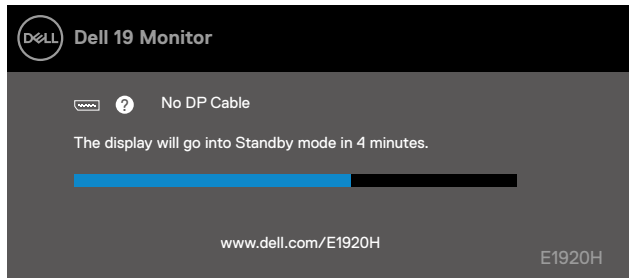 DELL Dell 19 Monitor
? No DP Cable
The display will go into Standby mode in 4 minutes.
www.dell.com/E1920H
E1920H